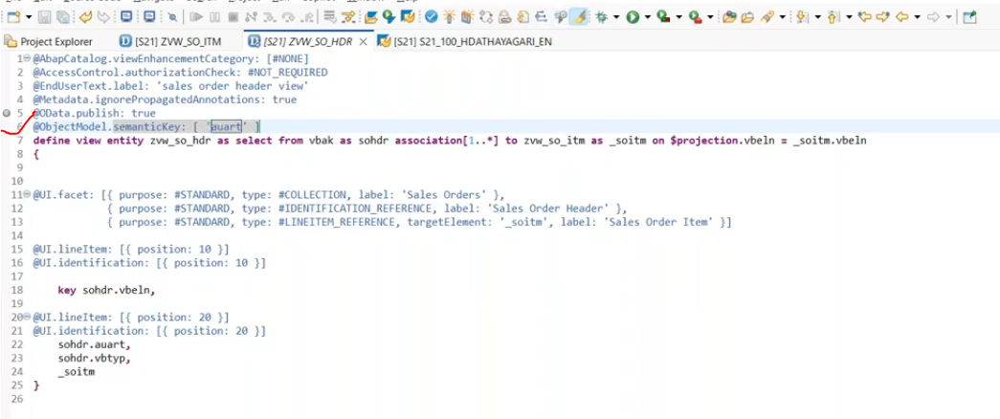 Project Explorer [S21] ZVW_SO_ITM [S21] ZVW_SO_HDR [S21] S21_100_HDATHAYAGARI_EN
1 @AbapCatalog.viewEnhancementCategory: [#NONE]
2 @AccessControl.authorizationCheck: #NOT_REQUIRED
3 @EndUserText.label: 'sales order header view'
4 @Metadata.ignorePropagatedAnnotations: true
5 @OData.publish: true
6 @ObjectModel.semanticKey: [ 'auart' ]
7 define view entity zvw_so_hdr as select from vbak as sohdr association[1..*] to zvw_so_itm as _soitm on $projection.vbeln = _soitm.vbeln
8 {
9
10
11 @UI.facet: [{ purpose: #STANDARD, type: #COLLECTION, label: 'Sales Orders' },
12 { purpose: #STANDARD, type: #IDENTIFICATION_REFERENCE, label: 'Sales Order Header' },
13 { purpose: #STANDARD, type: #LINEITEM_REFERENCE, targetElement: '_soitm', label: 'Sales Order Item' }]
14
15 @UI.lineItem: [{ position: 10 }]
16 @UI.identification: [{ position: 10 }]
17
18 key sohdr.vbeln,
19
20 @UI.lineItem: [{ position: 20 }]
21 @UI.identification: [{ position: 20 }]
22 sohdr.auart,
23 sohdr.vbtyp,
24 _soitm
25 }
26